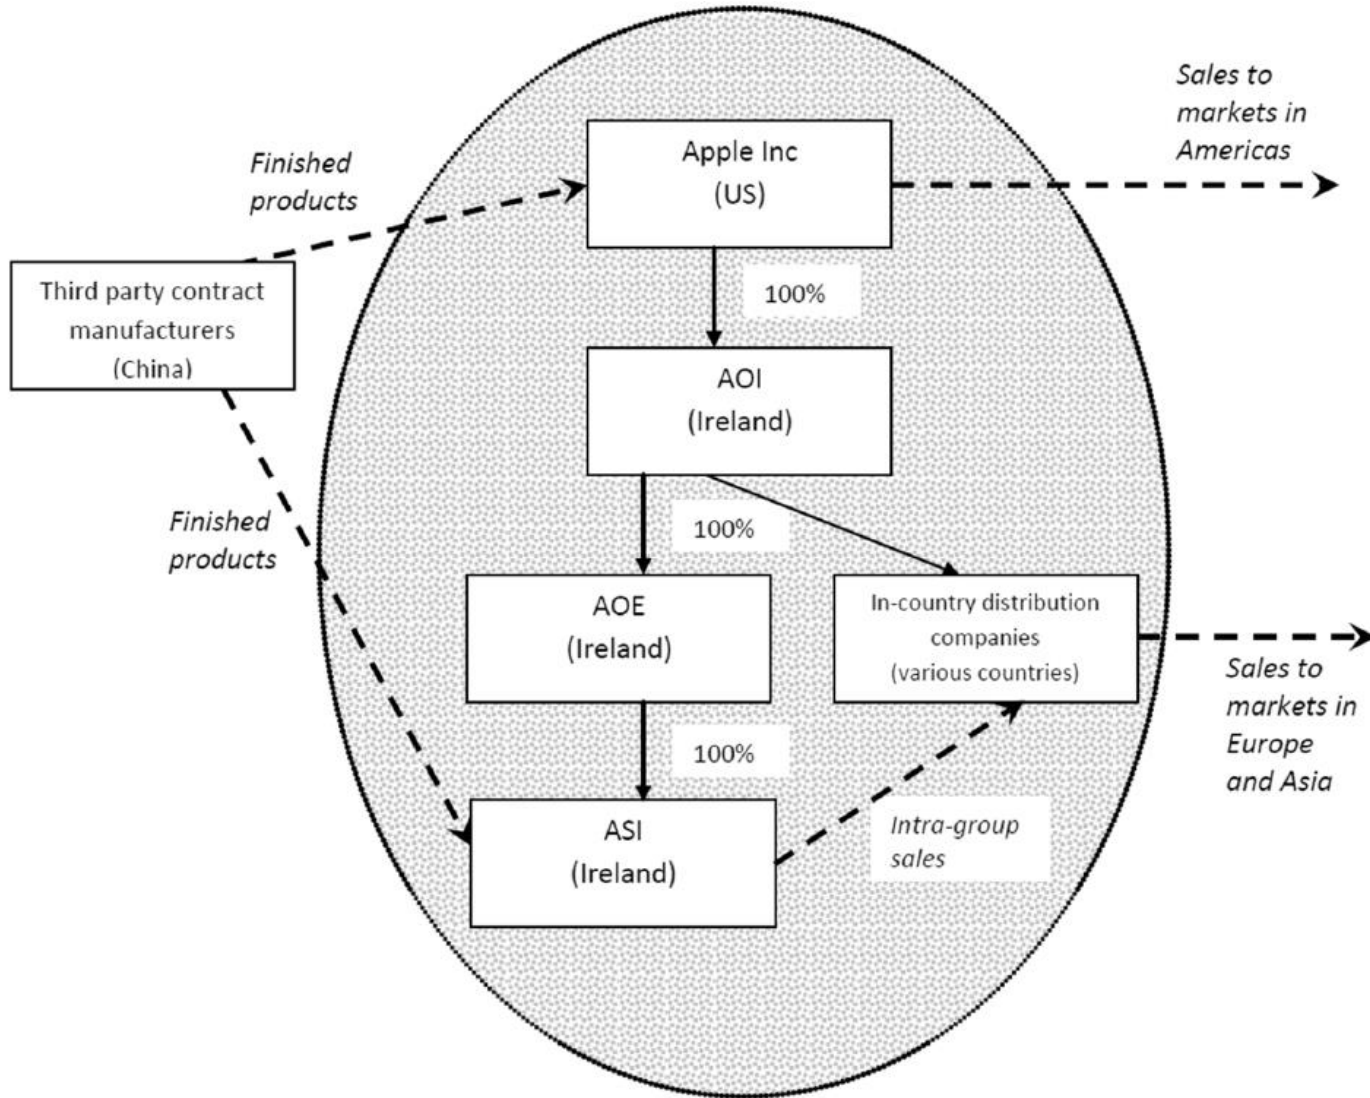 Sales to
markets in
Americas
Finished
products
Apple Inc
(US)
100%
Third party contract
manufacturers
(China)
AOI
(Ireland)
Finished
products
100%
AOE
(Ireland)
In-country distribution
companies
(various countries)
Sales to
markets in
Europe
and Asia
100%
ASI
(Ireland)
Intra-group
sales